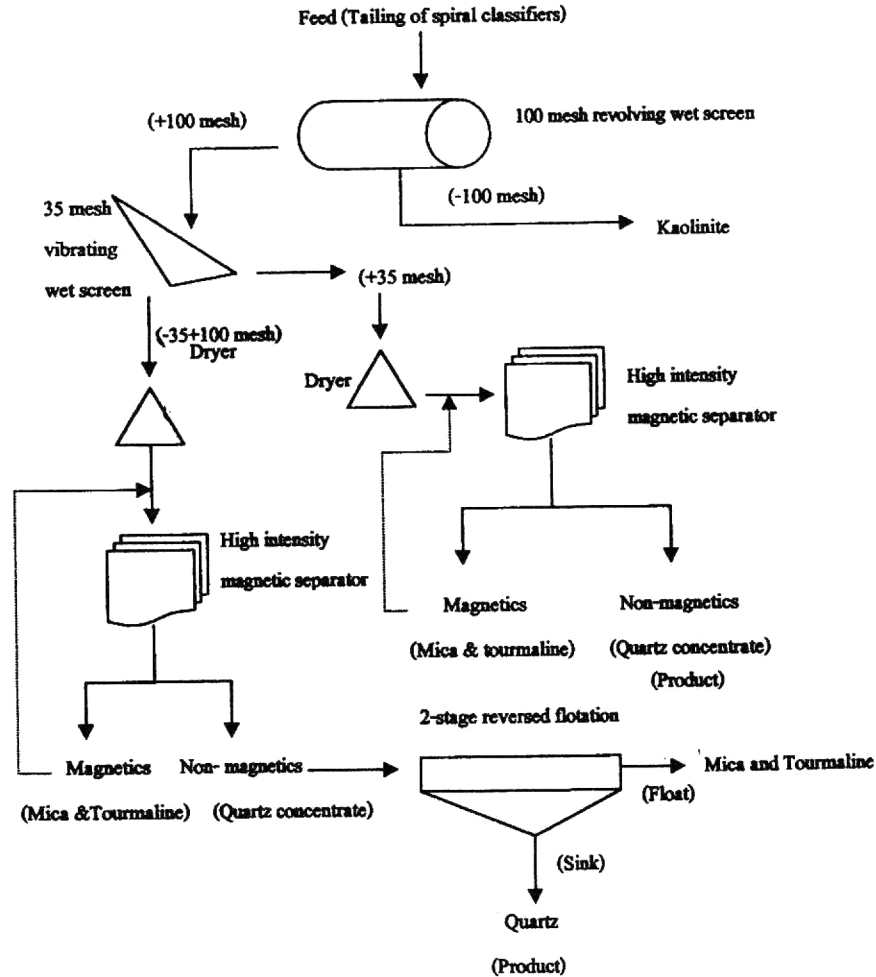 Feed (Tailing of spiral classifiers)
(+100 mesh)
100 mesh revolving wet screen
(-100 mesh)
Kaolinite
35 mesh
vibrating
wet screen
(+35 mesh)
(-35+100 mesh)
Dryer
Dryer
High intensity
magnetic separator
High intensity
magnetic separator
Magnetics
(Mica & tourmaline)
Non-magnetics
(Quartz concentrate)
(Product)
2-stage reversed flotation
Magnetics
(Mica &Tourmaline)
Non- magnetics
(Quartz concentrate)
Mica and Tourmaline
(Float)
(Sink)
Quartz
(Product)